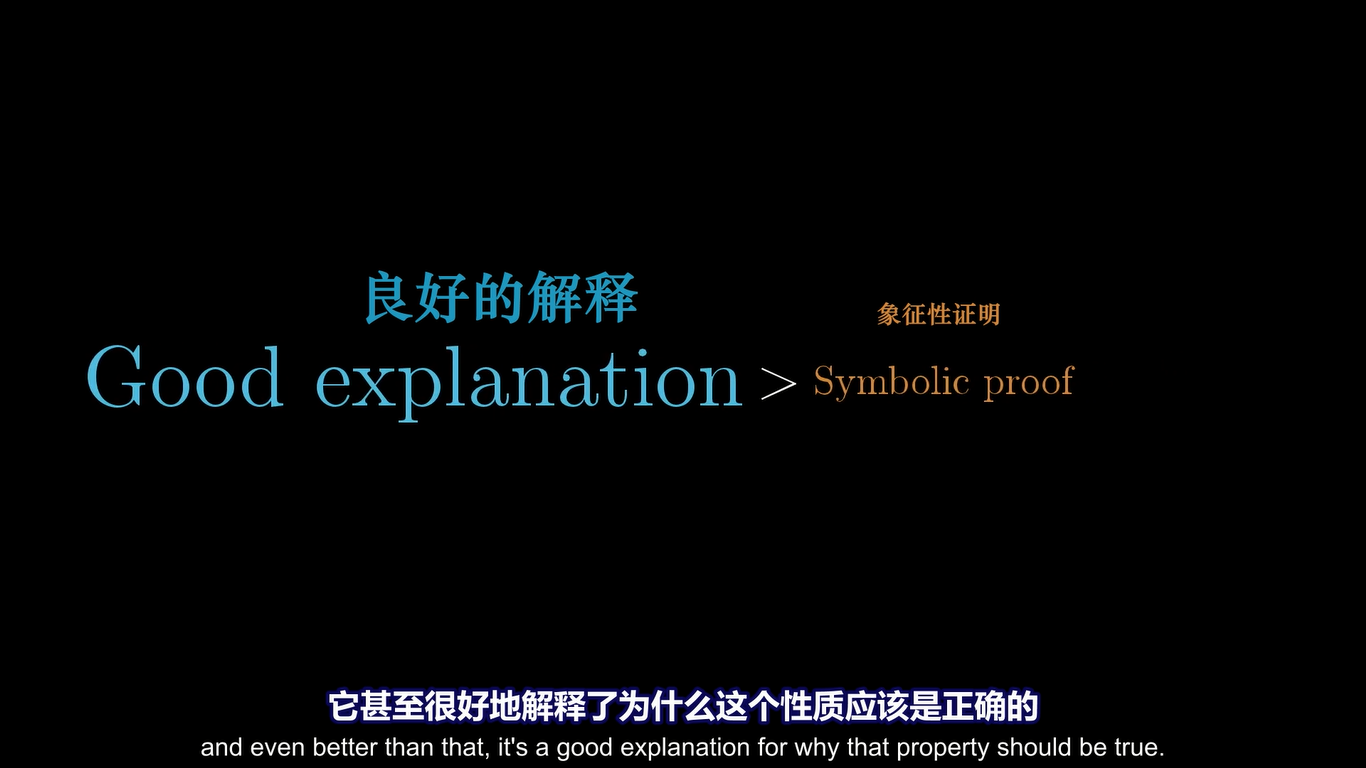 良好的解释
象征性证明
Good explanation > Symbolic proof
它甚至很好地解释了为什么这个性质应该是正确的
and even better than that, it's a good explanation for why that property should be true.